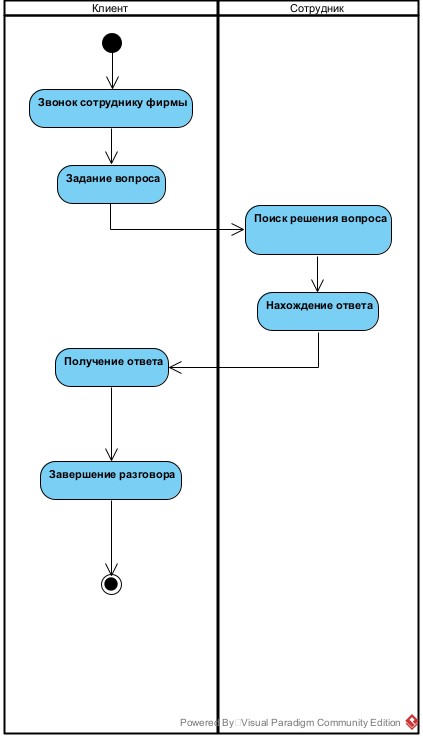 Клиент
Сотрудник
Звонок сотруднику фирмы
Задание вопроса
Поиск решения вопроса
Нахождение ответа
Получение ответа
Завершение разговора
Powered By Visual Paradigm Community Edition